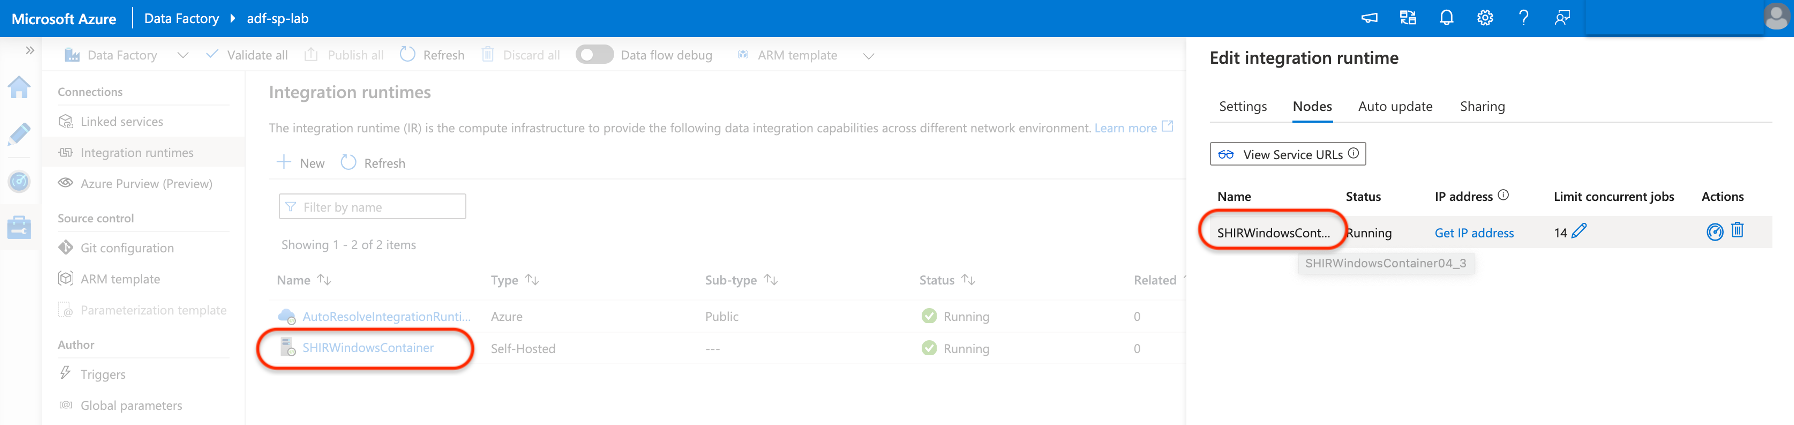 Microsoft Azure Data Factory adf-sp-lab
Data Factory Validate all Publish all Refresh Discard all Data flow debug ARM template
Connections
Linked services
Integration runtimes
Azure Purview (Preview)
Source control
Git configuration
ARM template
Parameterization template
Author
Triggers
Global parameters
Integration runtimes
The integration runtime (IR) is the compute infrastructure to provide the following data integration capabilities across different network environment. Learn more
New Refresh
Filter by name
Showing 1 - 2 of 2 items
Name Type Sub-type Status Related
AutoResolveIntegrationRunti... Azure Public Running 0
SHIRWindowsContainer Self-Hosted --- Running 0
Edit integration runtime
Settings Nodes Auto update Sharing
View Service URLs
Name Status IP address Limit concurrent jobs Actions
SHIRWindowsCont... Running Get IP address 14
SHIRWindowsContainer04_3